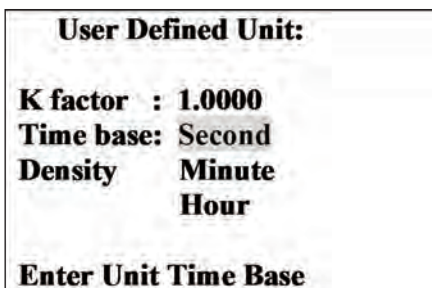 User Defined Unit:
K factor : 1.0000
Time base: Second
Density Minute
Hour
Enter Unit Time Base